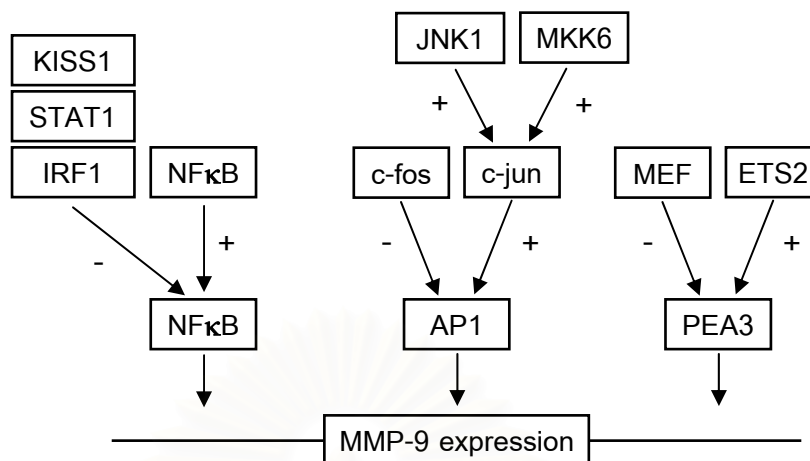 JNK1 MKK6
KISS1
+ +
STAT1
IRF1 NFκB c-fos c-jun MEF ETS2
- + - + - +
NFκB AP1 PEA3
MMP-9 expression